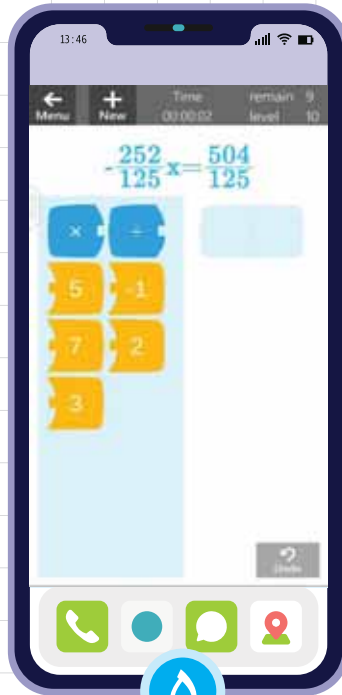 13:46
← + Time remain 9
Menu New 00:00:02 level 10
-252/125 x = 504/125
× ÷
5 -1
7 2
3
Undo
۵